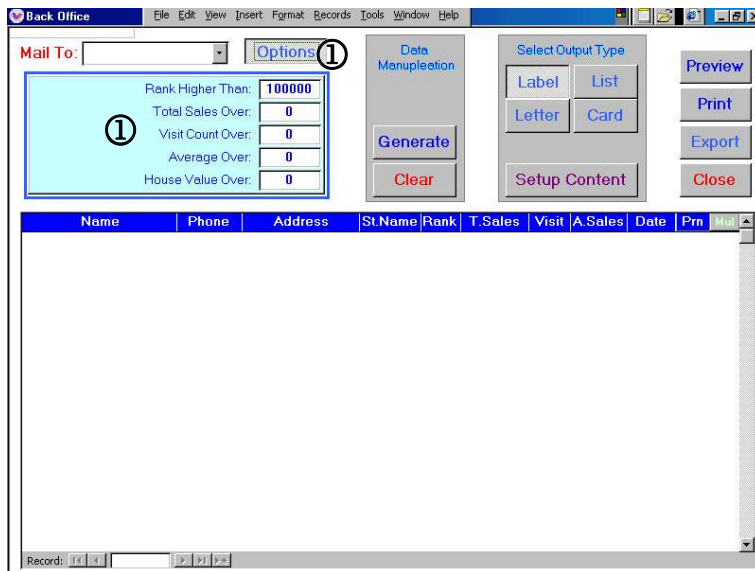 Back Office File Edit View Insert Format Records Tools Window Help
Mail To: Options ①
① Rank Higher Than: 100000
Total Sales Over: 0
Visit Count Over: 0
Average Over: 0
House Value Over: 0
Data
Manupleation
Generate
Clear
Select Output Type
Label List
Letter Card
Setup Content
Preview
Print
Export
Close
Name Phone Address St.Name Rank T.Sales Visit A.Sales Date Prn Mul
Record: